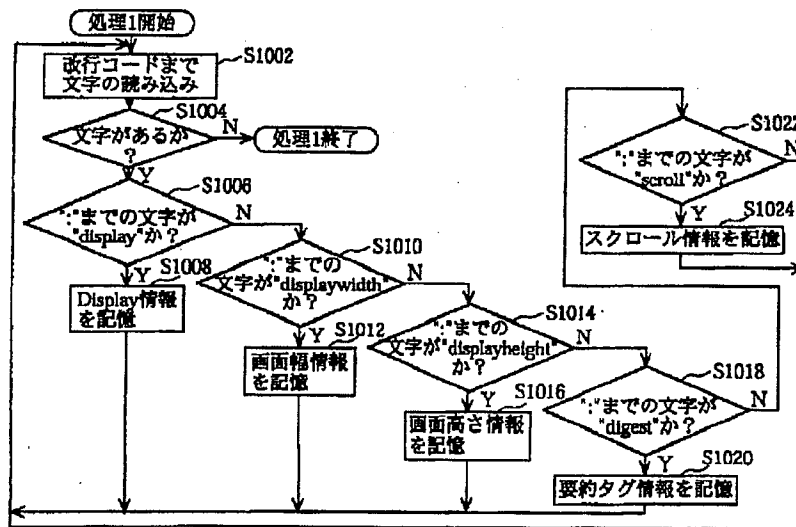 処理1開始
S1002
改行コードまで
文字の読み込み
S1004
文字があるか
?
N
処理1終了
Y
S1006
":"までの文字が
"display"か?
N
Y
S1008
Display情報
を記憶
S1010
":"までの
文字が"displaywidth"
か?
N
Y
S1012
画面幅情報
を記憶
S1014
":"までの
文字が"displayheight"
か?
N
Y
S1016
画面高さ情報
を記憶
S1018
":"までの文字が
"digest"か?
N
Y
S1020
要約タグ情報を記憶
S1022
":"までの文字が
"scroll"か?
N
Y
S1024
スクロール情報を記憶